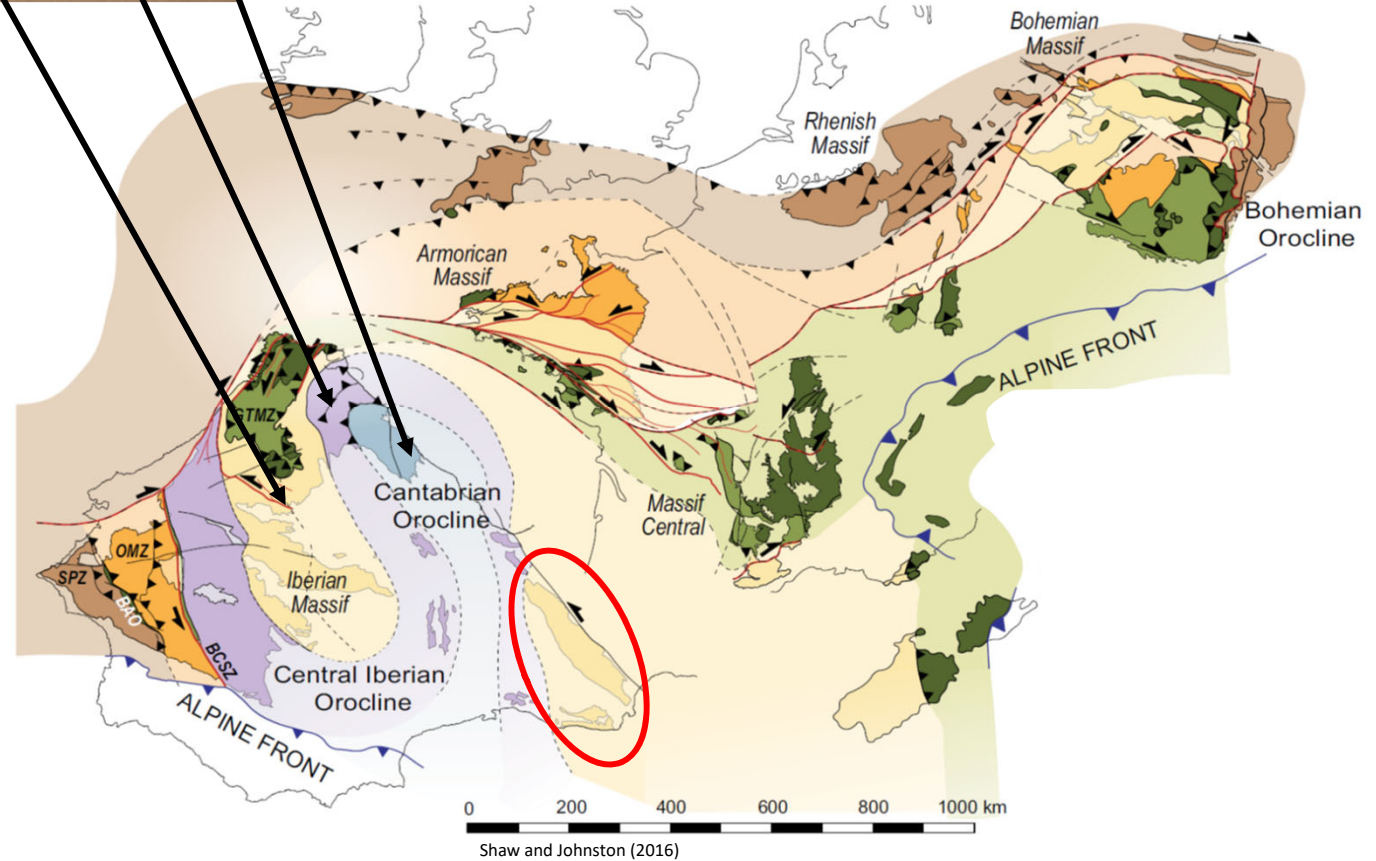 Bohemian
Massif
Rhenish
Massif
Bohemian
Orocline
Armorican
Massif
ALPINE FRONT
GTMZ
Cantabrian
Orocline
Massif
Central
OMZ
SPZ
BAO
Iberian
Massif
BCSZ
Central Iberian
Orocline
ALPINE FRONT
0 200 400 600 800 1000 km
Shaw and Johnston (2016)